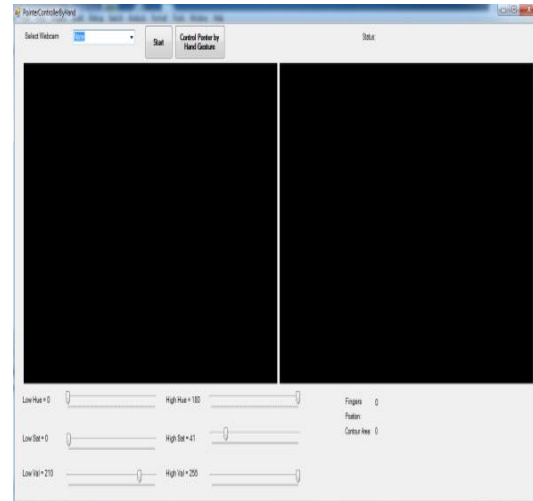 PointerControllerByHand
Select Webcam
Start
Control Pointer by
Hand Gesture
Status:
Low Hue = 0
High Hue = 180
Fingers 0
Position:
Low Sat = 0
High Sat = 41
Contour Area: 0
Low Val = 210
High Val = 255